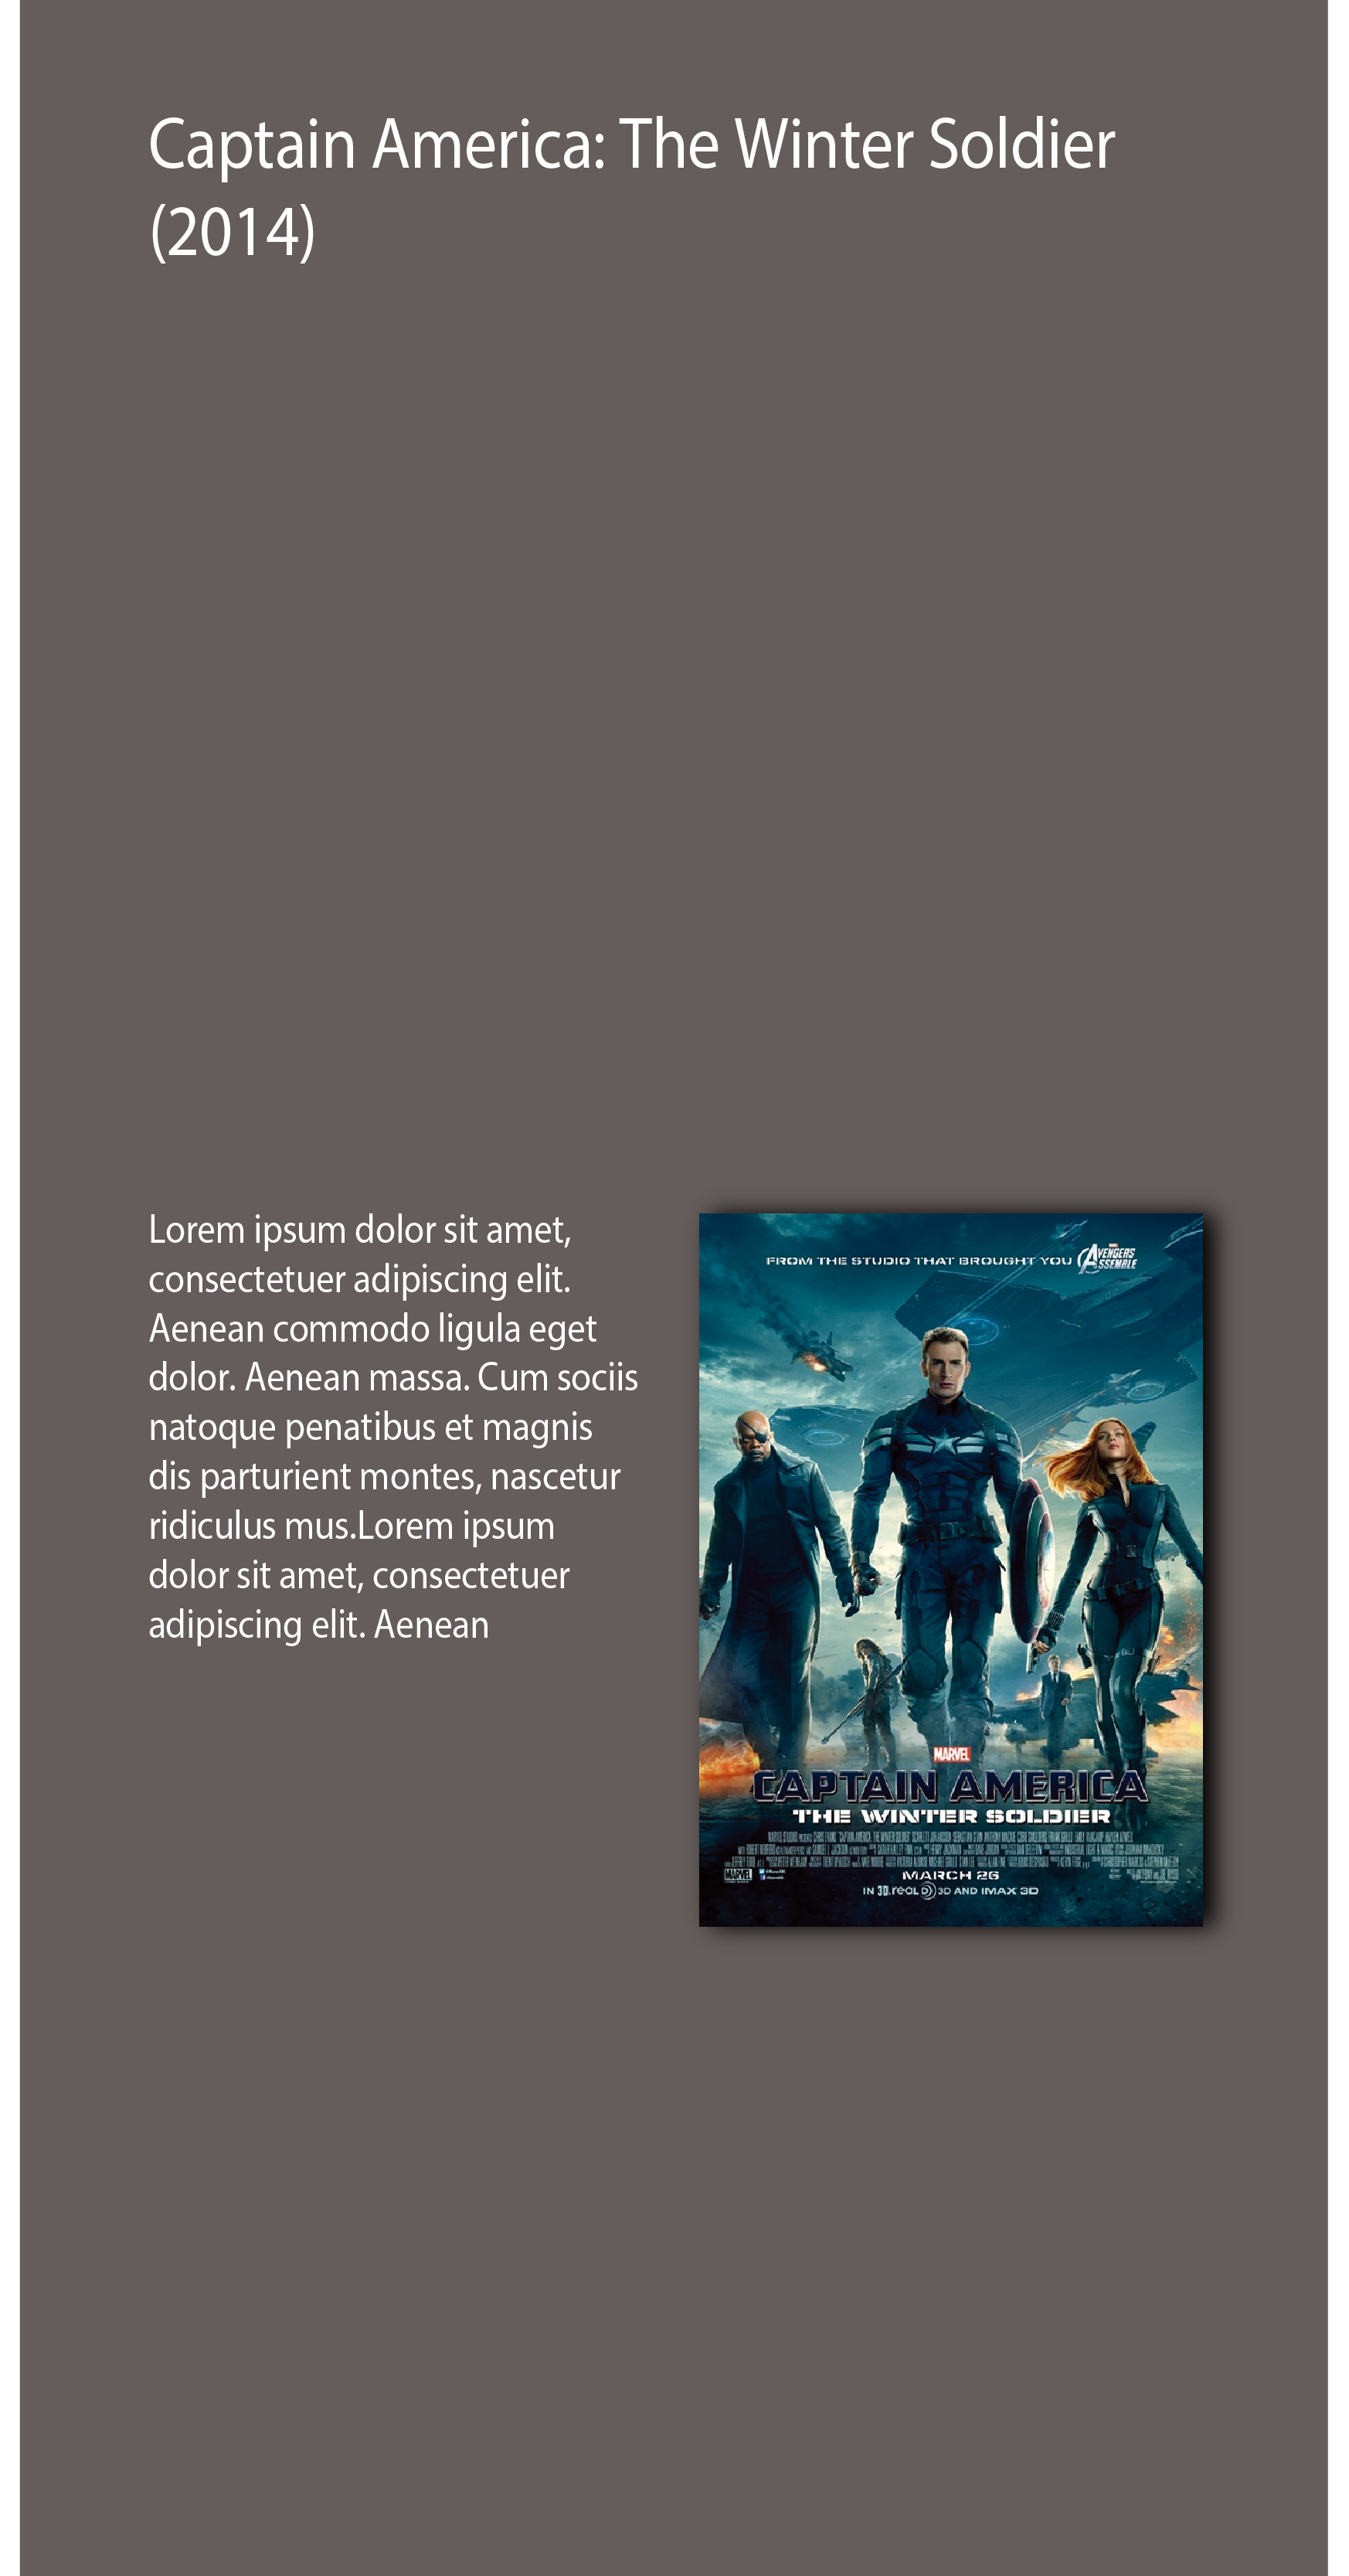 Captain America: The Winter Soldier
(2014)
Lorem ipsum dolor sit amet,
consectetuer adipiscing elit.
Aenean commodo ligula eget
dolor. Aenean massa. Cum sociis
natoque penatibus et magnis
dis parturient montes, nascetur
ridiculus mus.Lorem ipsum
dolor sit amet, consectetuer
adipiscing elit. Aenean
FROM THE STUDIO THAT BROUGHT YOU AVENGERS ASSEMBLE
MARVEL
CAPTAIN AMERICA
THE WINTER SOLDIER
MARVEL
MARCH 26
IN 3D, REAL D 3D AND IMAX 3D